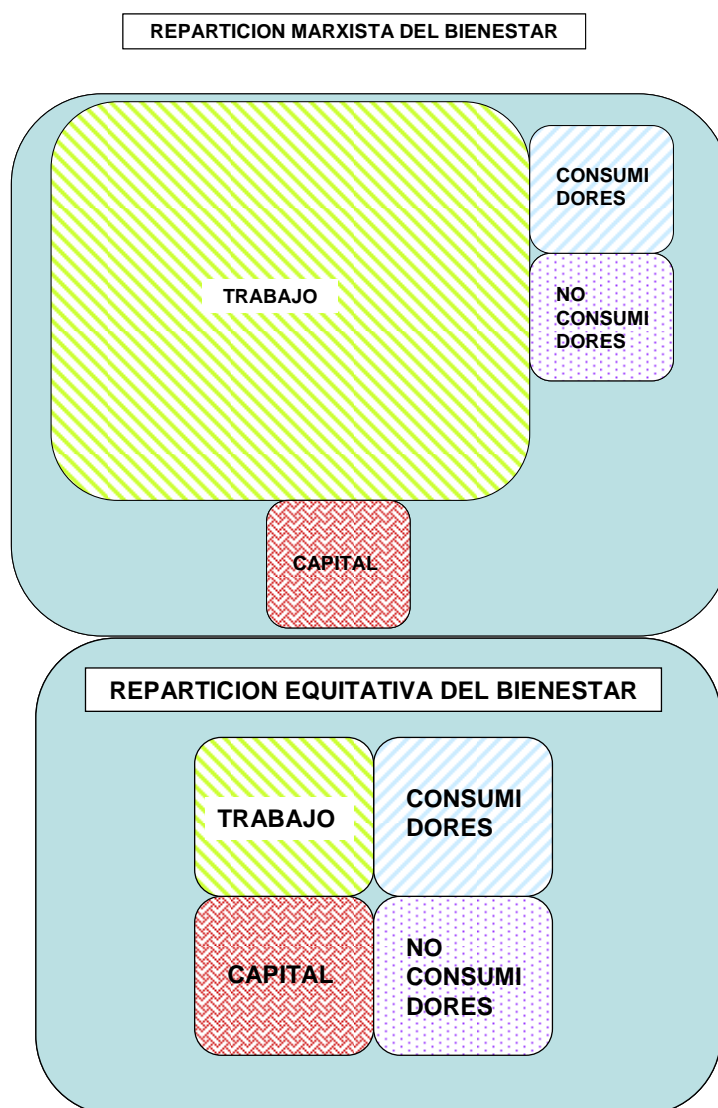 REPARTICION MARXISTA DEL BIENESTAR
CONSUMI
DORES
TRABAJO
NO
CONSUMI
DORES
CAPITAL
REPARTICION EQUITATIVA DEL BIENESTAR
TRABAJO
CONSUMI
DORES
CAPITAL
NO
CONSUMI
DORES